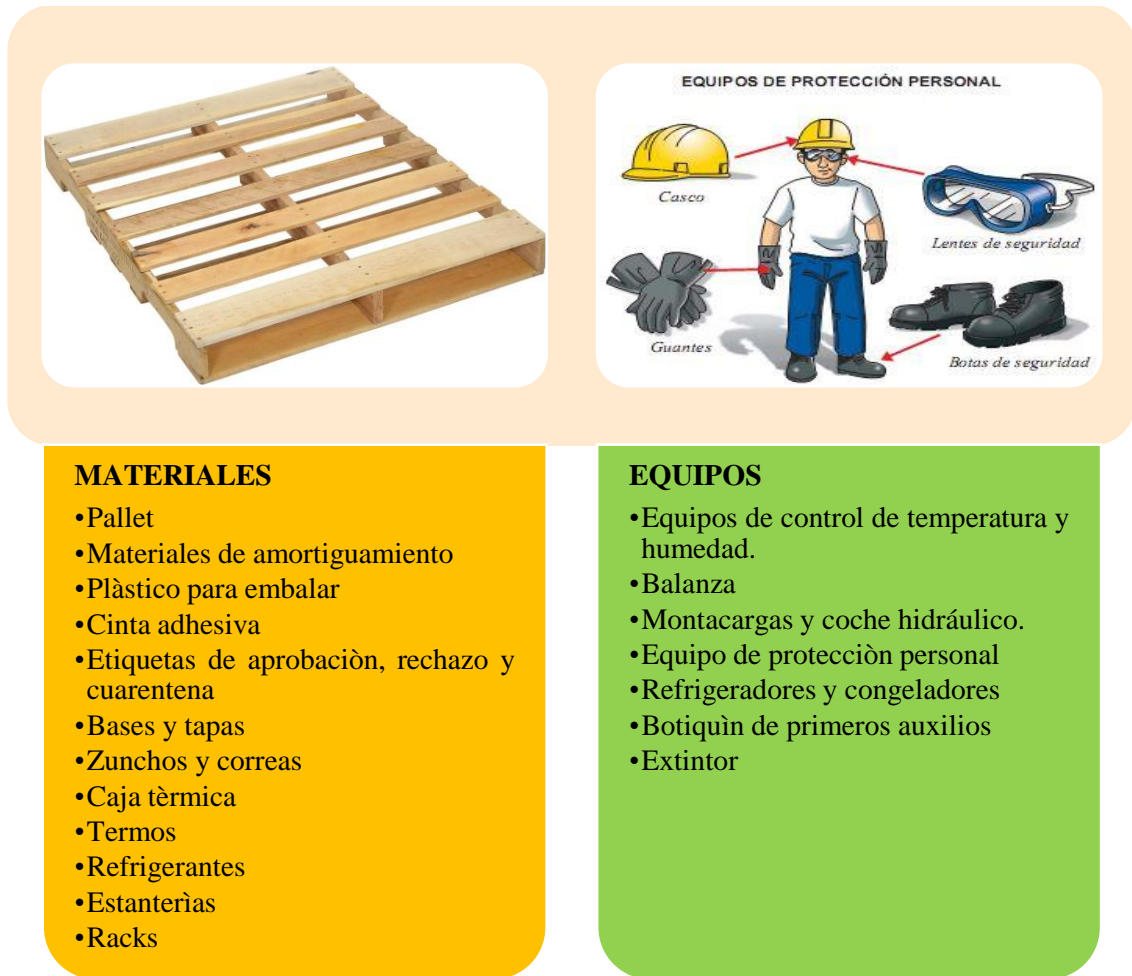 EQUIPOS DE PROTECCIÓN PERSONAL
Casco
Lentes de seguridad
Guantes
Botas de seguridad
MATERIALES
•Pallet
•Materiales de amortiguamiento
•Plàstico para embalar
•Cinta adhesiva
•Etiquetas de aprobaciòn, rechazo y
cuarentena
•Bases y tapas
•Zunchos y correas
•Caja tèrmica
•Termos
•Refrigerantes
•Estanterìas
•Racks
EQUIPOS
•Equipos de control de temperatura y
humedad.
•Balanza
•Montacargas y coche hidráulico.
•Equipo de protecciòn personal
•Refrigeradores y congeladores
•Botiquìn de primeros auxilios
•Extintor